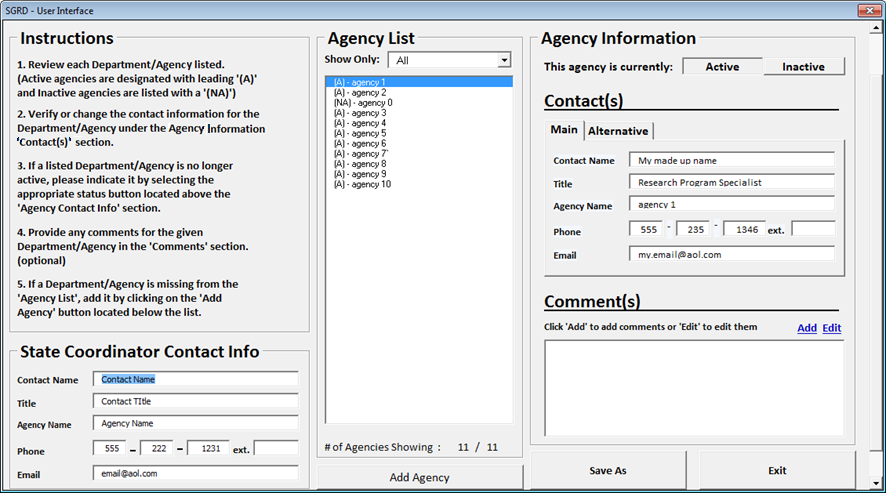 SGRD - User Interface
Instructions
1. Review each Department/Agency listed.
(Active agencies are designated with leading '(A)'
and Inactive agencies are listed with a '(NA)')
2. Verify or change the contact information for the
Department/Agency under the Agency Information
'Contact(s)' section.
3. If a listed Department/Agency is no longer
active, please indicate it by selecting the
appropriate status button located above the
'Agency Contact Info' section.
4. Provide any comments for the given
Department/Agency in the 'Comments' section.
(optional)
5. If a Department/Agency is missing from the
'Agency List', add it by clicking on the 'Add
Agency' button located below the list.
State Coordinator Contact Info
Contact Name Contact Name
Title Contact TItle
Agency Name Agency Name
Phone 555 - 222 - 1231 ext.
Email email@aol.com
Agency List
Show Only: All
(A) - agency 1
(A) - agency 2
(NA) - agency 0
(A) - agency 3
(A) - agency 4
(A) - agency 5
(A) - agency 6
(A) - agency 7'
(A) - agency 8
(A) - agency 9
(A) - agency 10
# of Agencies Showing : 11 / 11
Add Agency
Agency Information
This agency is currently: Active Inactive
Contact(s)
Main Alternative
Contact Name My made up name
Title Research Program Specialist
Agency Name agency 1
Phone 555 - 235 - 1346 ext.
Email my.email@aol.com
Comment(s)
Click 'Add' to add comments or 'Edit' to edit them Add Edit
Save As Exit